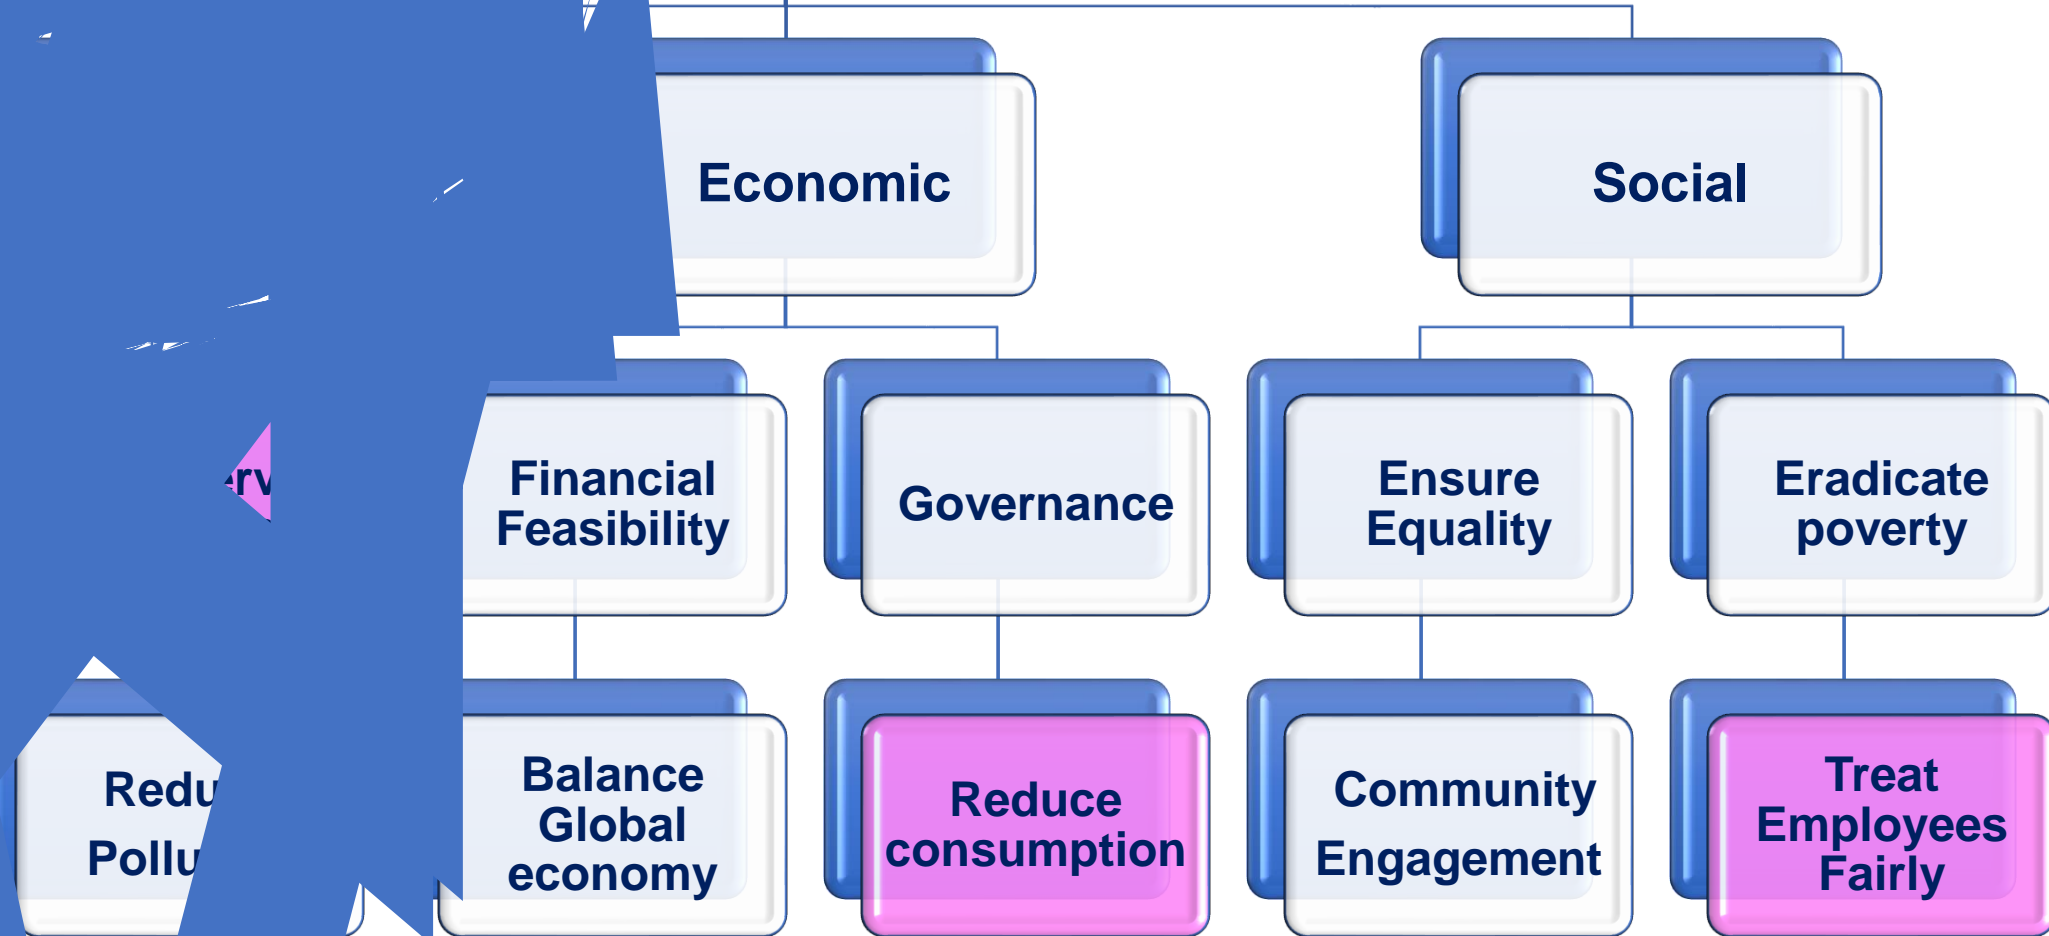 Economic
Social
Financial
Feasibility
Governance
Ensure
Equality
Eradicate
poverty
Balance
Global
economy
Reduce
consumption
Community
Engagement
Treat
Employees
Fairly